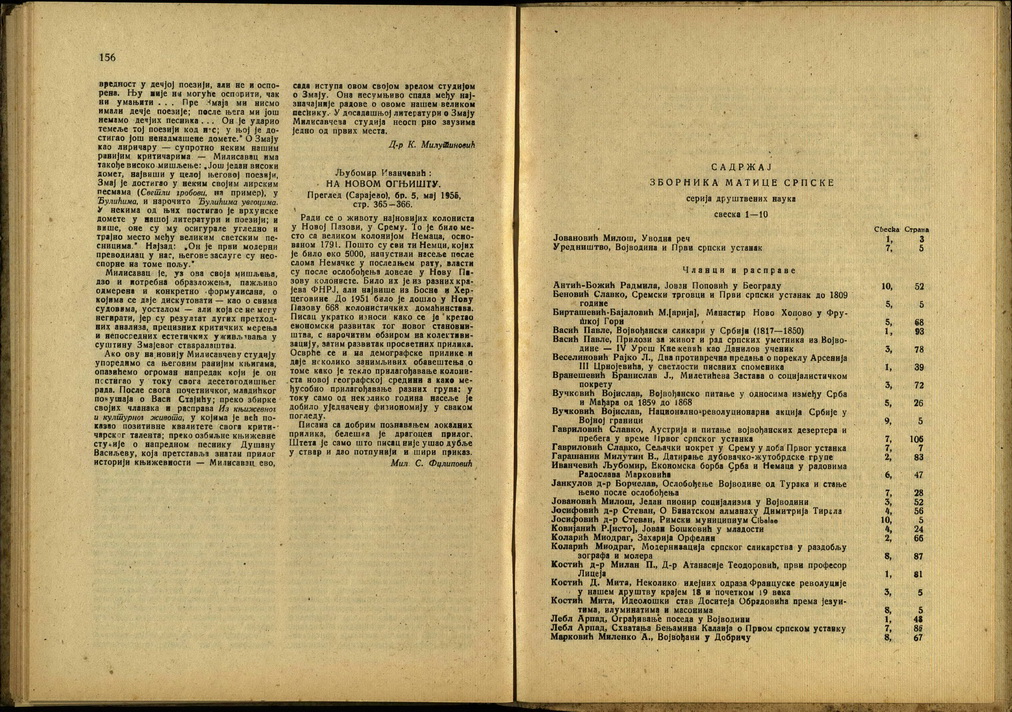 156
вредност у дечјој поезији, али не и оспо-
рена. Њу није ни могуће оспорити, чак
ни умањити . . . Пре Змаја ми нисмо
имали дечје поезије; после њега ми још
немамо дечјих песника . . . Он је ударио
темеље тој поезији код нас; у њој је до-
стигао још ненадмашене домете." О Змају
као лиричару — супротно неким нашим
ранијим критичарима — Милисавац има
такође високо мишљење: „Још један високи
домет, највиши у целој његовој поезији,
Змај је достигао у неким својим лирским
песмама (Светли гробови, на пример), у
Ђулићима, и нарочито Ђулићима увеоцима.
У некима од њих постигао је врхунске
домете у нашој литератури и поезији; и
више, оне су му осигурале угледно и
трајно место међу великим светским пе-
сницима." Најзад: „Он је први модерни
преводилац у нас, његове заслуге су нео-
спорне на томе пољу."
Милисавац је, уз ова своја мишљења,
дао и потребна образложења, пажљиво
одмерена и конкретно формулисана, о
којима се даје дискутовати — као о свима
судовима, уосталом — али која се не могу
негирати, јер су резултат дугих претход-
них анализа, прецизних критичких мерења
и непосредних естетичких уживљавања у
суштину Змајевог стваралаштва.
Ако ову најновију Милисавчеву студију
упоредимо са његовим ранијим књигама,
опажамо огроман напредак који је он
постигао у току свога десетогодишњег
рада. После свога почетничког, младићког
покушаја о Васи Стајићу; преко збирке
својих чланака и расправа Из књижевног
и културног живота, у којима је већ по-
казао позитивне квалитете свога крити-
чарског талента; преко озбиљне књижевне
студије о напредном песнику Душану
Васиљеву, која претставља знатан прилог
историји књижевности — Милисавац ево,
сада иступа овом својом зрелом студијом
о Змају. Она несумњиво спада међу нај-
значајније радове о овоме нашем великом
песнику. У досадашњој литератури о Змају
Милисавчева студија неоспорно заузима
једно од првих места.
Д-р К. Милутиновић
Љубомир Иванчевић :
НА НОВОМ ОГЊИШТУ.
Преглед (Сарајево), бр. 5, мај 1956,
стр. 365—366.
Ради се о животу најновијих колониста
у Новој Пазови, у Срему. То је било ме-
сто са великом колонијом Немаца, осно-
ваном 1791. Пошто су сви ти Немци, којих
је било око 5000, напустили насеље после
слома Немачке у последњем рату, власти
су после ослобођења довеле у Нову Па-
зову колонисте. Било их је из разних кра-
јева ФНРЈ, али највише из Босне и Хер-
цеговине До 1951 било је дошло у Нову
Пазову 668 колонистичких домаћинстава.
Писац укратко износи како се је кретао
економски развитак тог новог становни-
штва, с нарочитим обзиром на колективи-
зацију, затим развитак просветних прилика.
Осврће се и на демографске прилике и
даје неколико занимљивих обавештења о
томе како је текло прилагођавање колони-
ста новој географској средини а како ме-
ђусобно прилагођавање разних група: у
току само од неколико година насеље је
добило уједначену физиономију у сваком
погледу.
Писана са добрим познавањем локалних
прилика, белешка је драгоцен прилог.
Штета је само што писац није ушао дубље
у ствар и дао потпунији и шири приказ.
Мил. С. Филиповић
САДРЖАЈ
ЗБОРНИКА МАТИЦЕ СРПСКЕ
серија друштвених наука
свеска 1—10
Свеска Страна
Јовановић Милош, Уводна реч 1, 3
Уредништво, Војводина и Први српски устанак 7, 5
Чланци и расправе
Антић-Божић Радмила, Јован Поповић у Београду 10, 52
Беновић Славко, Сремски трговци и Први српски устанак до 1809
године 5, 5
Бирташевић-Бајаловић М.[арија], Манастир Ново Хопово у Фру-
шкој Гори 5, 68
Васић Павле, Војвођански сликари у Србији (1817—1850) 1, 93
Васић Павле, Прилози за живот и рад српских уметника из Војво-
дине — IV Урош Кнежевић као Данилов ученик 3, 78
Веселиновић Рајко Л., Два противречна предања о пореклу Арсенија
III Црнојевића, у светлости писаних споменика 1, 39
Вранешевић Бранислав Ј., Милетићева Застава о социјалистичком
покрету 3, 72
Вучковић Војислав, Војвођанско питање у односима између Срба
и Мађара од 1859 до 1868 5, 26
Вучковић Војислав, Национално-револуционарна акција Србије у
Војној граници 9, 5
Гавриловић Славко, Аустрија и питање војвођанских дезертера и
пребега у време Првог српског устанка 7, 106
Гавриловић Славко, Сељачки покрет у Срему у доба Првог устанка 7, 7
Гарашанин Милутин В., Датирање дубовачко-жутобрдске групе 2, 83
Иванчевић Љубомир, Економска борба Срба и Немаца у радовима
Радослава Марковића 6, 47
Јанкулов д-р Борислав, Ослобођење Војводине од Турака и стање
њено после ослобођења 7, 28
Јовановић Милош, Један пионир социјализма у Војводини 3, 52
Јосифовић д-р Стеван, О Банатском алманаху Димитрија Тирола 4, 56
Јосифовић д-р Стеван, Римски муниципиум Cibalae 10, 5
Ковијанић Р.[исто], Јован Бошковић у младости 4, 24
Коларић Миодраг, Захарија Орфелин 2, 66
Коларић Миодраг, Модернизација српског сликарства у раздобљу
зографа и молера 8, 87
Костић д-р Милан П., Д-р Атанасије Теодоровић, први професор
Лицеја 1, 81
Костић Д. Мита, Неколико идејних одраза Француске револуције
у нашем друштву крајем 18 и почетком 19 века 3, 5
Костић Мита, Идеолошки став Доситеја Обрадовића према језуи-
тима, илуминатима и масонима 8, 5
Лебл Арпад, Ограђивање поседа у Војводини 1, 48
Лебл Арпад, Схватања Бењамина Калаија о Првом српском устанку 7, 86
Марковић Миленко А., Војвођани у Добричу 8, 67